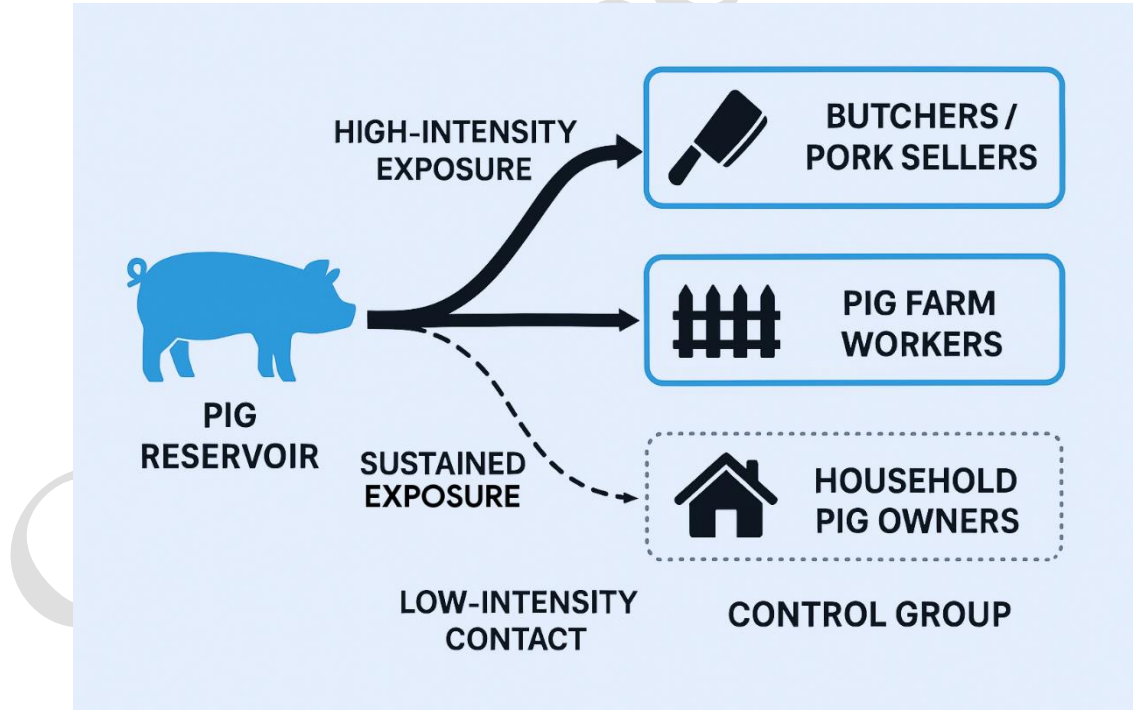 HIGH-INTENSITY
EXPOSURE
BUTCHERS /
PORK SELLERS
PIG FARM
WORKERS
PIG
RESERVOIR
SUSTAINED
EXPOSURE
HOUSEHOLD
PIG OWNERS
LOW-INTENSITY
CONTACT
CONTROL GROUP